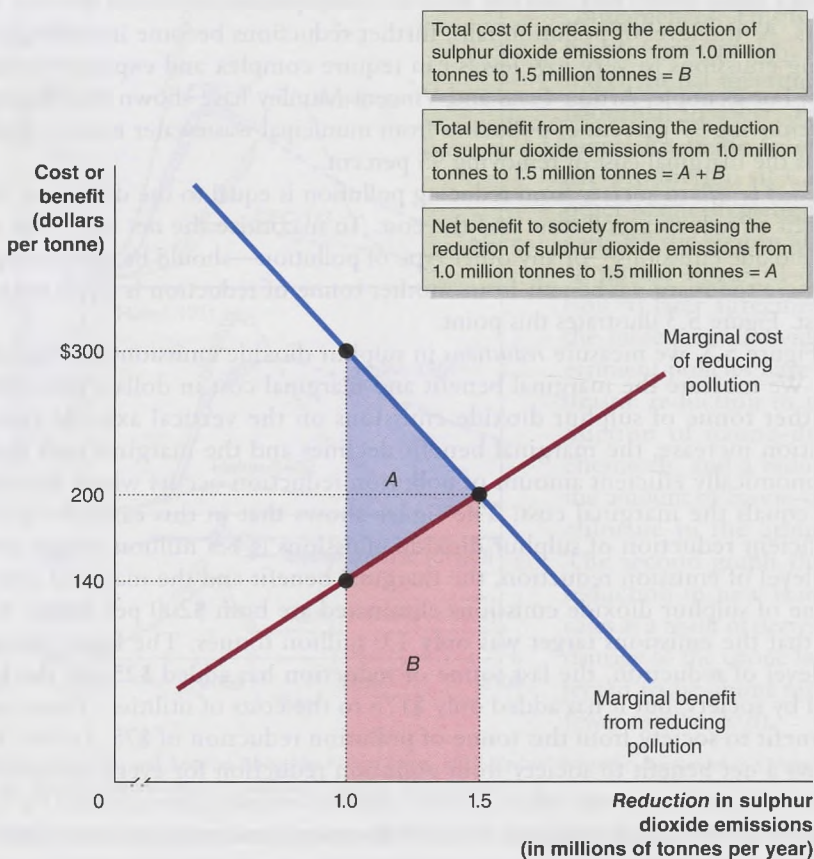 Total cost of increasing the reduction of
sulphur dioxide emissions from 1.0 million
tonnes to 1.5 million tonnes = B
Total benefit from increasing the reduction
of sulphur dioxide emissions from 1.0 million
tonnes to 1.5 million tonnes = A + B
Net benefit to society from increasing the
reduction of sulphur dioxide emissions from
1.0 million tonnes to 1.5 million tonnes = A
Cost or
benefit
(dollars
per tonne)
$300
200
140
0
1.0
1.5
A
B
Marginal cost
of reducing
pollution
Marginal benefit
from reducing
pollution
Reduction in sulphur
dioxide emissions
(in millions of tonnes per year)